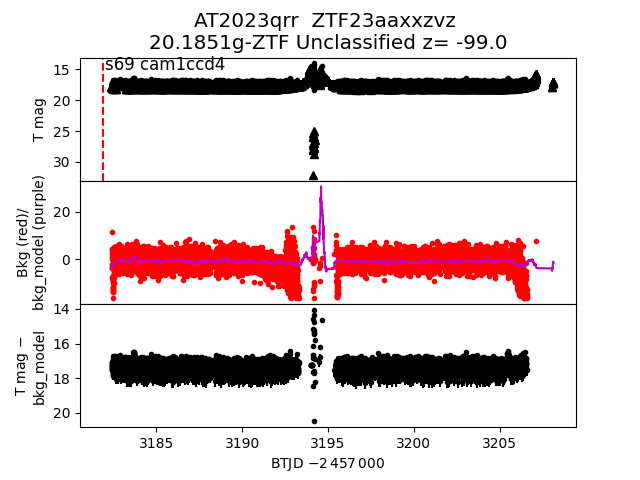 AT2023qrr  ZTF23aaxxzvz
20.1851g-ZTF Unclassified z= -99.0
s69 cam1ccd4
T mag
15
20
25
30
Bkg (red)/
bkg_model (purple)
20
0
T mag −
bkg_model
14
16
18
20
3185
3190
3195
3200
3205
BTJD −2 457 000